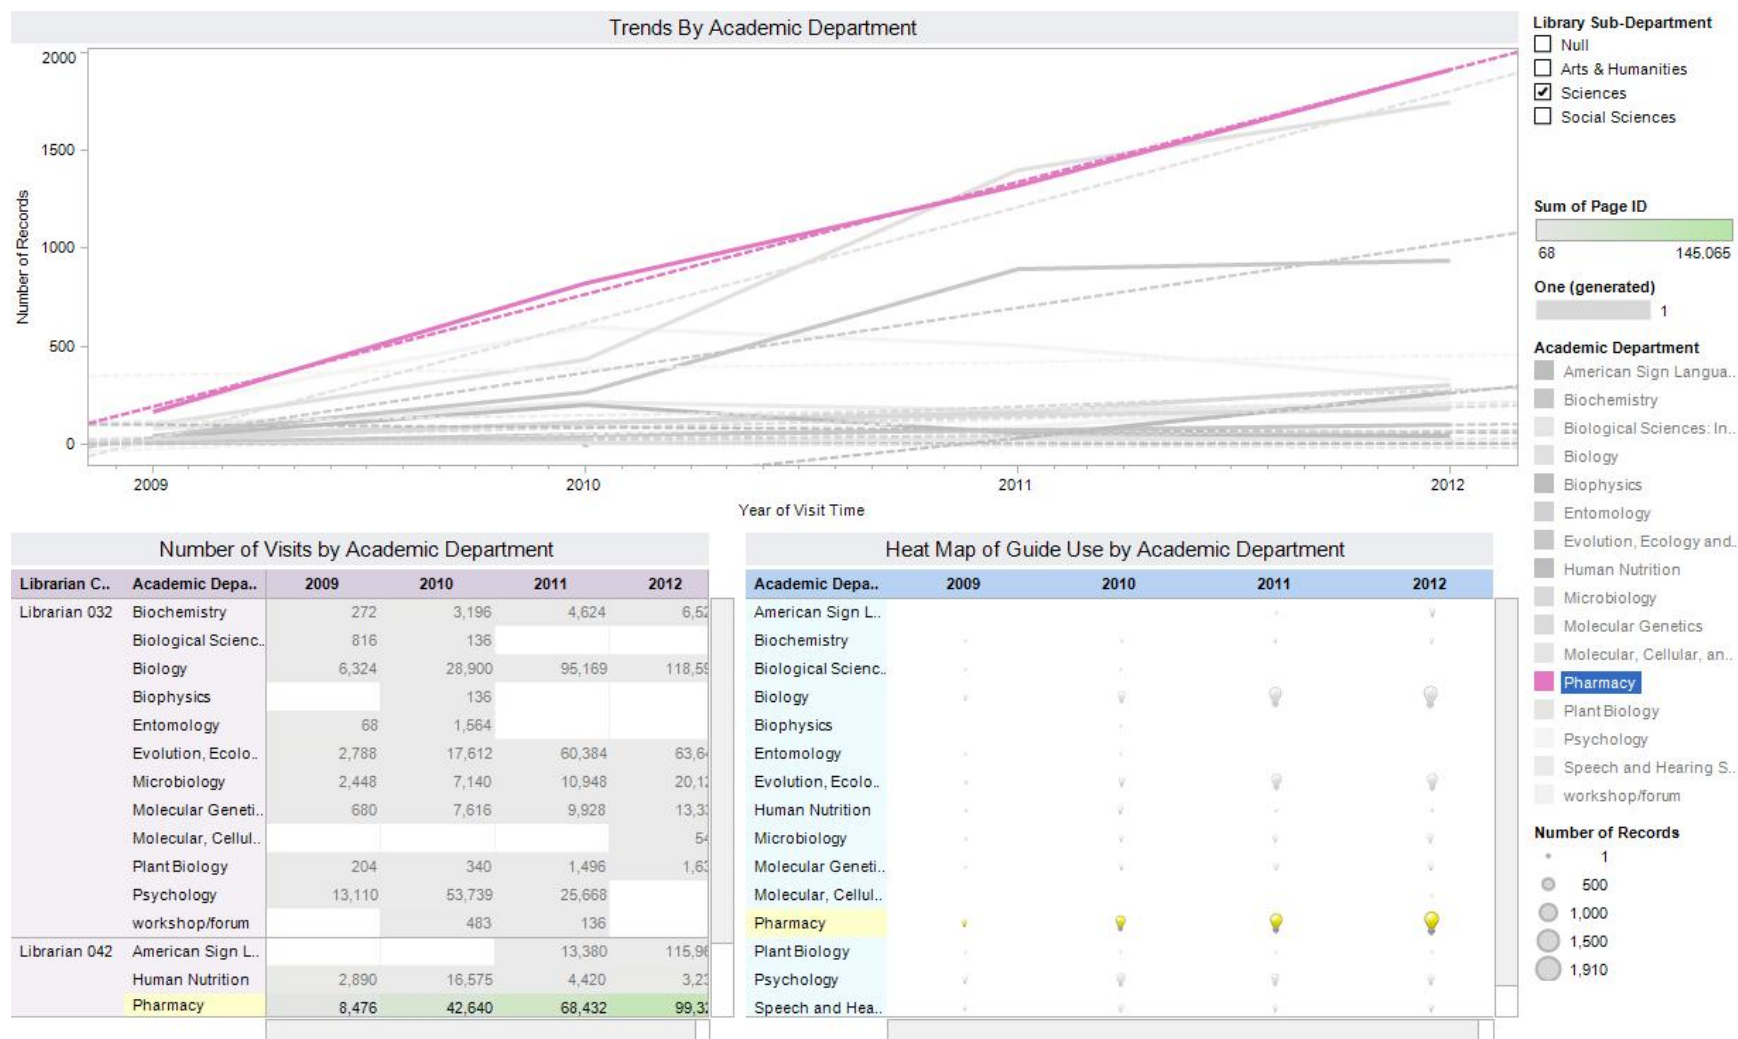 Trends By Academic Department
2000
1500
1000
500
0
Number of Records
2009 2010 2011 2012
Year of Visit Time
Library Sub-Department
Null
Arts & Humanities
Sciences
Social Sciences
Sum of Page ID
68 145,065
One (generated)
1
Academic Department
American Sign Langua..
Biochemistry
Biological Sciences: In..
Biology
Biophysics
Entomology
Evolution, Ecology and..
Human Nutrition
Microbiology
Molecular Genetics
Molecular, Cellular, an..
Pharmacy
Plant Biology
Psychology
Speech and Hearing S..
workshop/forum
Number of Records
1
500
1,000
1,500
1,910
Number of Visits by Academic Department
Librarian C.. Academic Depa.. 2009 2010 2011 2012
Librarian 032 Biochemistry 272 3,196 4,624
Biological Scienc.. 816 136
Biology 6,324 28,900 95,169
Biophysics 136
Entomology 68 1,564
Evolution, Ecolo.. 2,788 17,612 60,384
Microbiology 2,448 7,140 10,948
Molecular Geneti.. 680 7,616 9,928
Molecular, Cellul..
Plant Biology 204 340 1,496
Psychology 13,110 53,739 25,668
workshop/forum 483 136
Librarian 042 American Sign L.. 13,380
Human Nutrition 2,890 16,575 4,420
Pharmacy 8,476 42,640 68,432
Heat Map of Guide Use by Academic Department
Academic Depa.. 2009 2010 2011 2012
American Sign L..
Biochemistry
Biological Scienc..
Biology
Biophysics
Entomology
Evolution, Ecolo..
Human Nutrition
Microbiology
Molecular Geneti..
Molecular, Cellul..
Pharmacy
Plant Biology
Psychology
Speech and Hea..